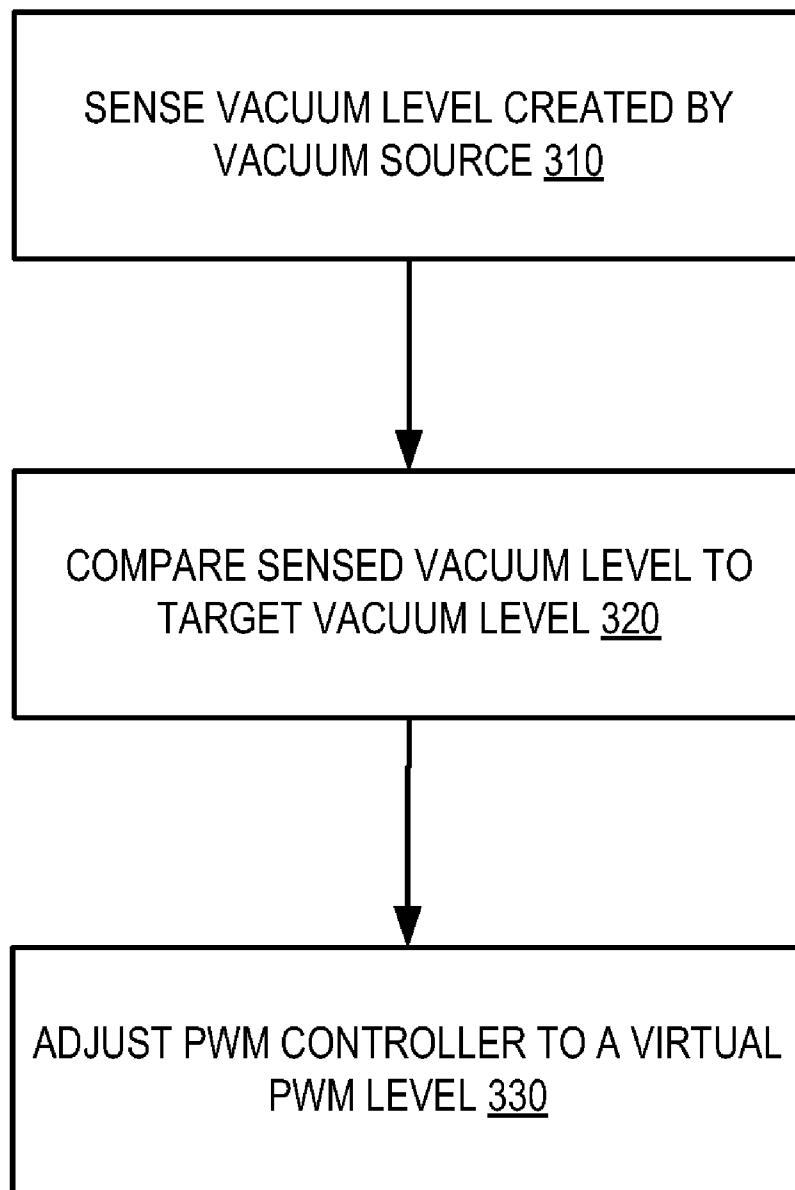 SENSE VACUUM LEVEL CREATED BY
VACUUM SOURCE 310
COMPARE SENSED VACUUM LEVEL TO
TARGET VACUUM LEVEL 320
ADJUST PWM CONTROLLER TO A VIRTUAL
PWM LEVEL 330